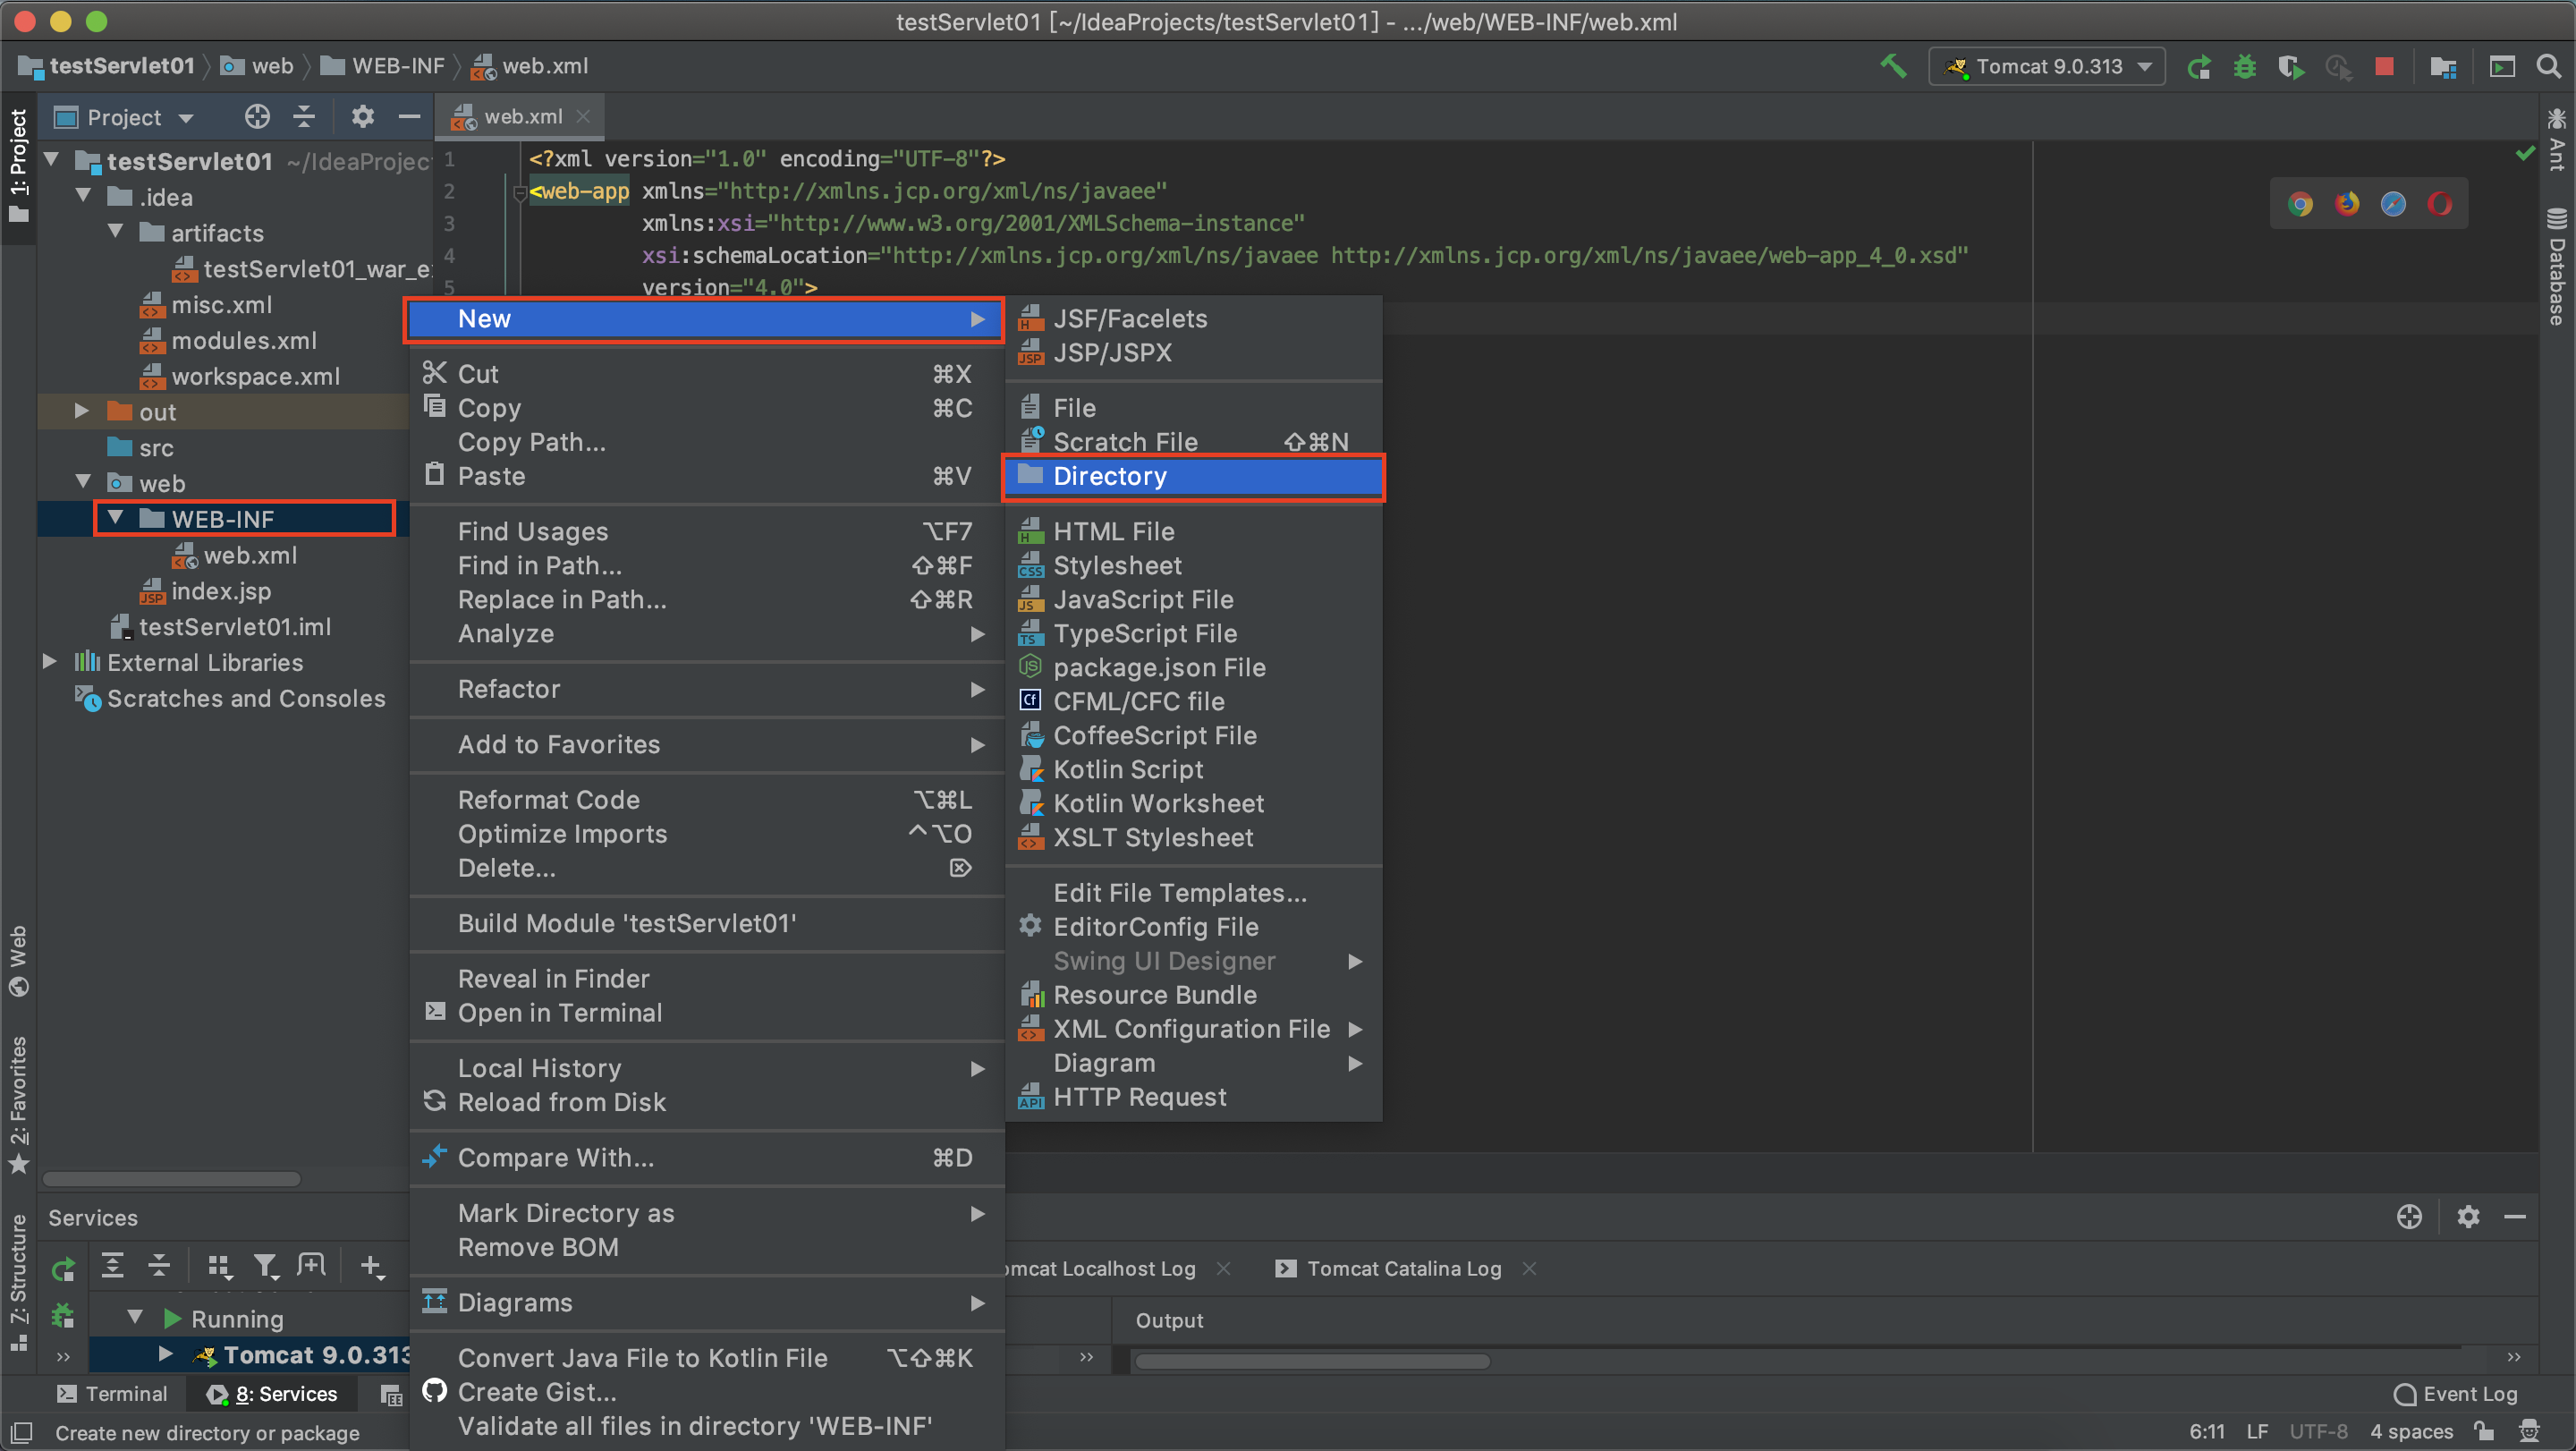 testServlet01 [~/IdeaProjects/testServlet01] - .../web/WEB-INF/web.xml
testServlet01 web WEB-INF web.xml
Tomcat 9.0.313
1: Project
Project
web.xml
testServlet01 ~/IdeaProjec
.idea
artifacts
testServlet01_war_e
misc.xml
modules.xml
workspace.xml
out
src
web
WEB-INF
web.xml
index.jsp
testServlet01.iml
External Libraries
Scratches and Consoles
1 <?xml version="1.0" encoding="UTF-8"?>
2 <web-app xmlns="http://xmlns.jcp.org/xml/ns/javaee"
3 xmlns:xsi="http://www.w3.org/2001/XMLSchema-instance"
4 xsi:schemaLocation="http://xmlns.jcp.org/xml/ns/javaee http://xmlns.jcp.org/xml/ns/javaee/web-app_4_0.xsd"
5 version="4.0">
Ant
Database
New
Cut ⌘X
Copy ⌘C
Copy Path...
Paste ⌘V
Find Usages ⌥F7
Find in Path... ⇧⌘F
Replace in Path... ⇧⌘R
Analyze
Refactor
Add to Favorites
Reformat Code ⌥⌘L
Optimize Imports ^⌥O
Delete... ⌦
Build Module 'testServlet01'
Reveal in Finder
Open in Terminal
Local History
Reload from Disk
Compare With... ⌘D
Mark Directory as
Remove BOM
Diagrams
Convert Java File to Kotlin File ⌥⇧⌘K
Create Gist...
Validate all files in directory 'WEB-INF'
JSF/Facelets
JSP/JSPX
File
Scratch File ⇧⌘N
Directory
HTML File
Stylesheet
JavaScript File
TypeScript File
package.json File
CFML/CFC file
CoffeeScript File
Kotlin Script
Kotlin Worksheet
XSLT Stylesheet
Edit File Templates...
EditorConfig File
Swing UI Designer
Resource Bundle
XML Configuration File
Diagram
HTTP Request
Web
2: Favorites
Z: Structure
Services
Running
Tomcat 9.0.313
omcat Localhost Log
Tomcat Catalina Log
Output
Terminal
8: Services
Event Log
Create new directory or package
6:11 LF UTF-8 4 spaces